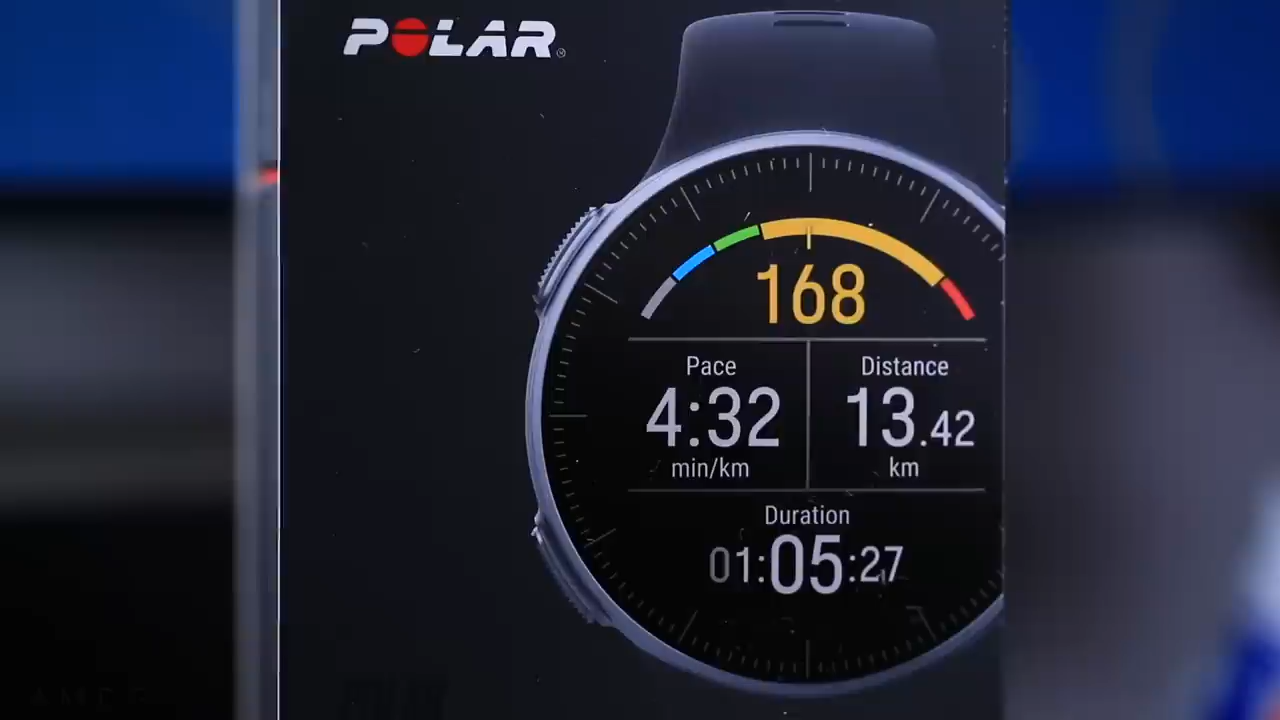 POLAR
168
Pace
Distance
4:32
13.42
min/km
km
Duration
01:05:27